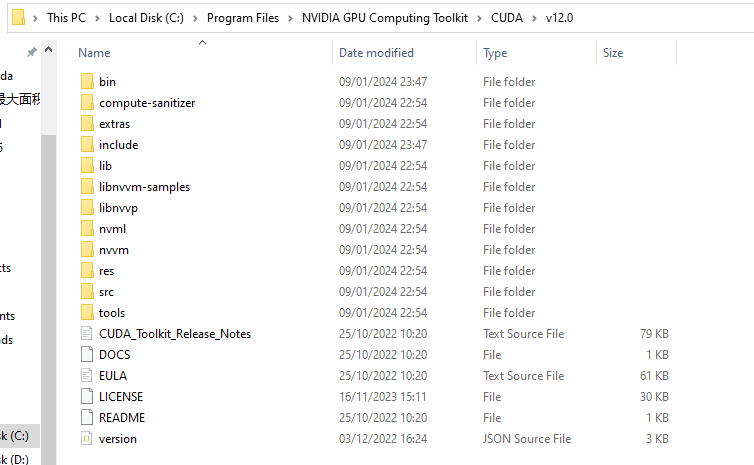 This PC > Local Disk (C:) > Program Files > NVIDIA GPU Computing Toolkit > CUDA > v12.0
Name Date modified Type Size
bin 09/01/2024 23:47 File folder
compute-sanitizer 09/01/2024 22:54 File folder
extras 09/01/2024 22:54 File folder
include 09/01/2024 23:47 File folder
lib 09/01/2024 22:54 File folder
libnvvm-samples 09/01/2024 22:54 File folder
libnvvp 09/01/2024 22:54 File folder
nvml 09/01/2024 22:54 File folder
nvvm 09/01/2024 22:54 File folder
res 09/01/2024 22:54 File folder
src 09/01/2024 22:54 File folder
tools 09/01/2024 22:54 File folder
CUDA_Toolkit_Release_Notes 25/10/2022 10:20 Text Source File 79 KB
DOCS 25/10/2022 10:20 File 1 KB
EULA 25/10/2022 10:20 Text Source File 61 KB
LICENSE 16/11/2023 15:11 File 30 KB
README 25/10/2022 10:20 File 1 KB
version 03/12/2022 16:24 JSON Source File 3 KB
da
最大面积
cts
nts
ds
sk (C:)
sk (D:)